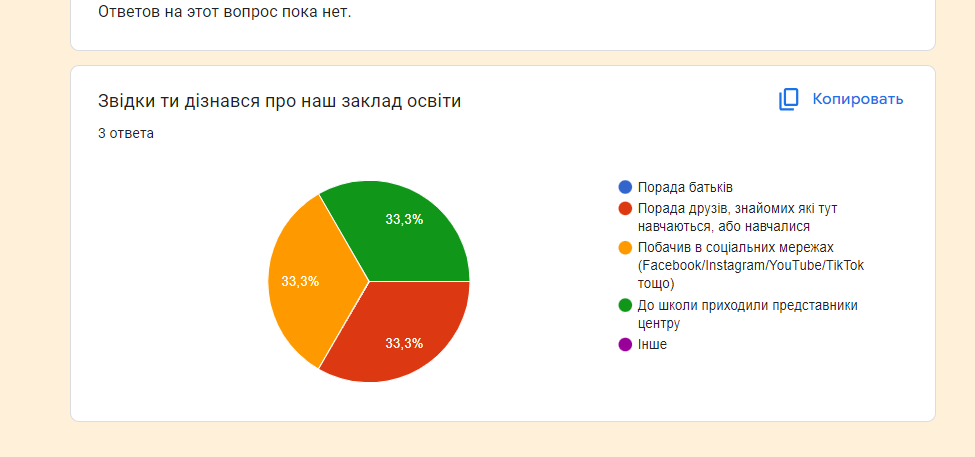 Ответов на этот вопрос пока нет.
Звідки ти дізнався про наш заклад освіти
Копировать
3 ответа
33,3%
33,3%
33,3%
Порада батьків
Порада друзів, знайомих які тут
навчаються, або навчалися
Побачив в соціальних мережах
(Facebook/Instagram/YouTube/TikTok
тощо)
До школи приходили представники
центру
Інше